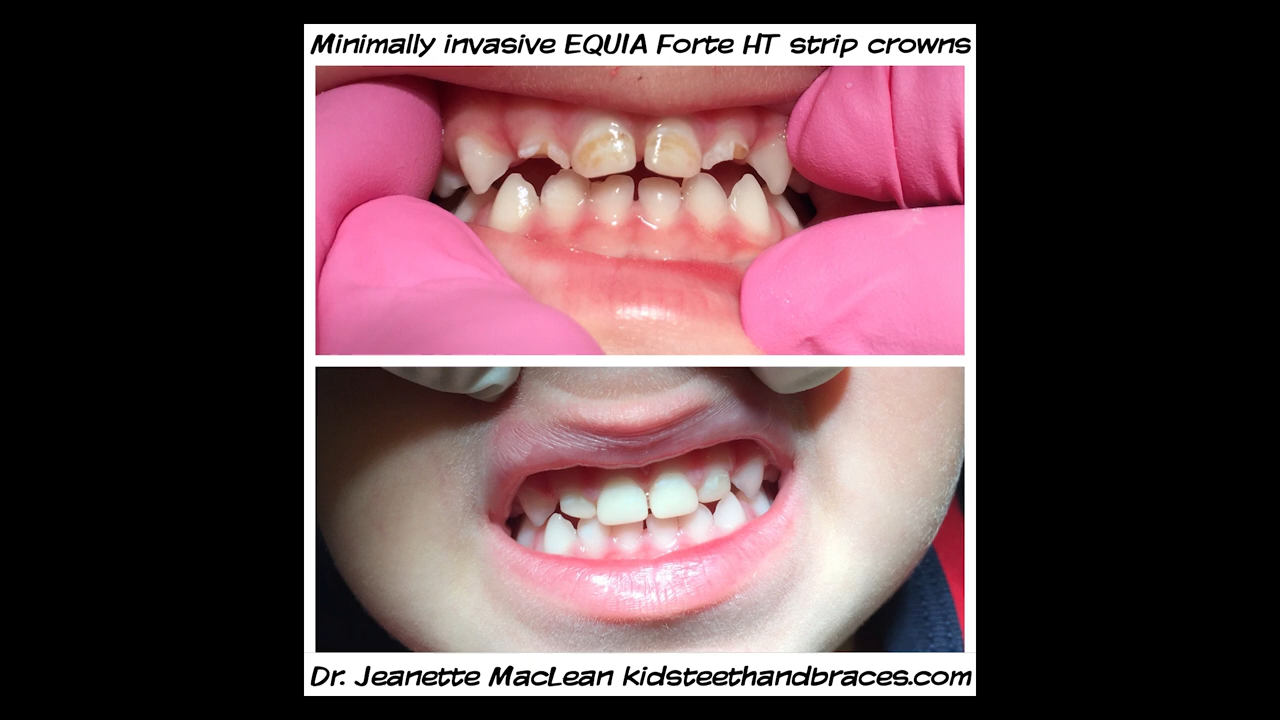 Minimally invasive EQUIA Forte HT strip crowns
Dr. Jeanette MacLean kidsteethandbraces.com